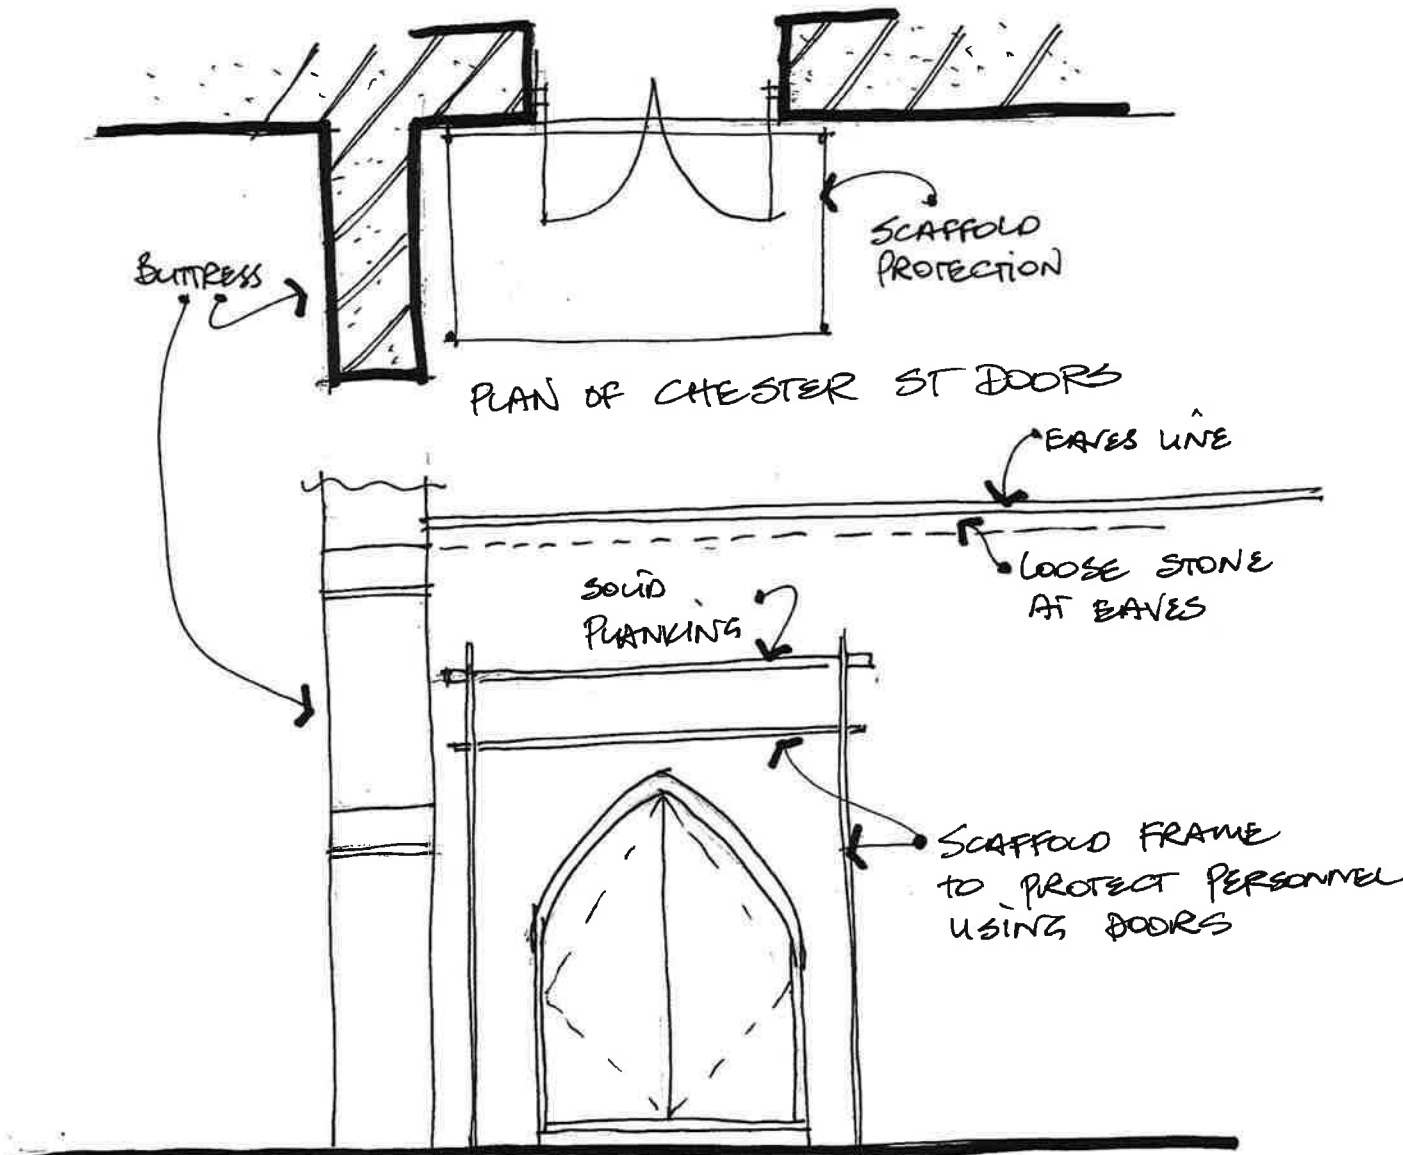 SCAFFOLD
PROTECTION
BUTTRESS
PLAN OF CHESTER ST DOORS
EAVES LINE
LOOSE STONE
AT EAVES
SOLID
PLANKING
SCAFFOLD FRAME
TO PROTECT PERSONNEL
USING DOORS